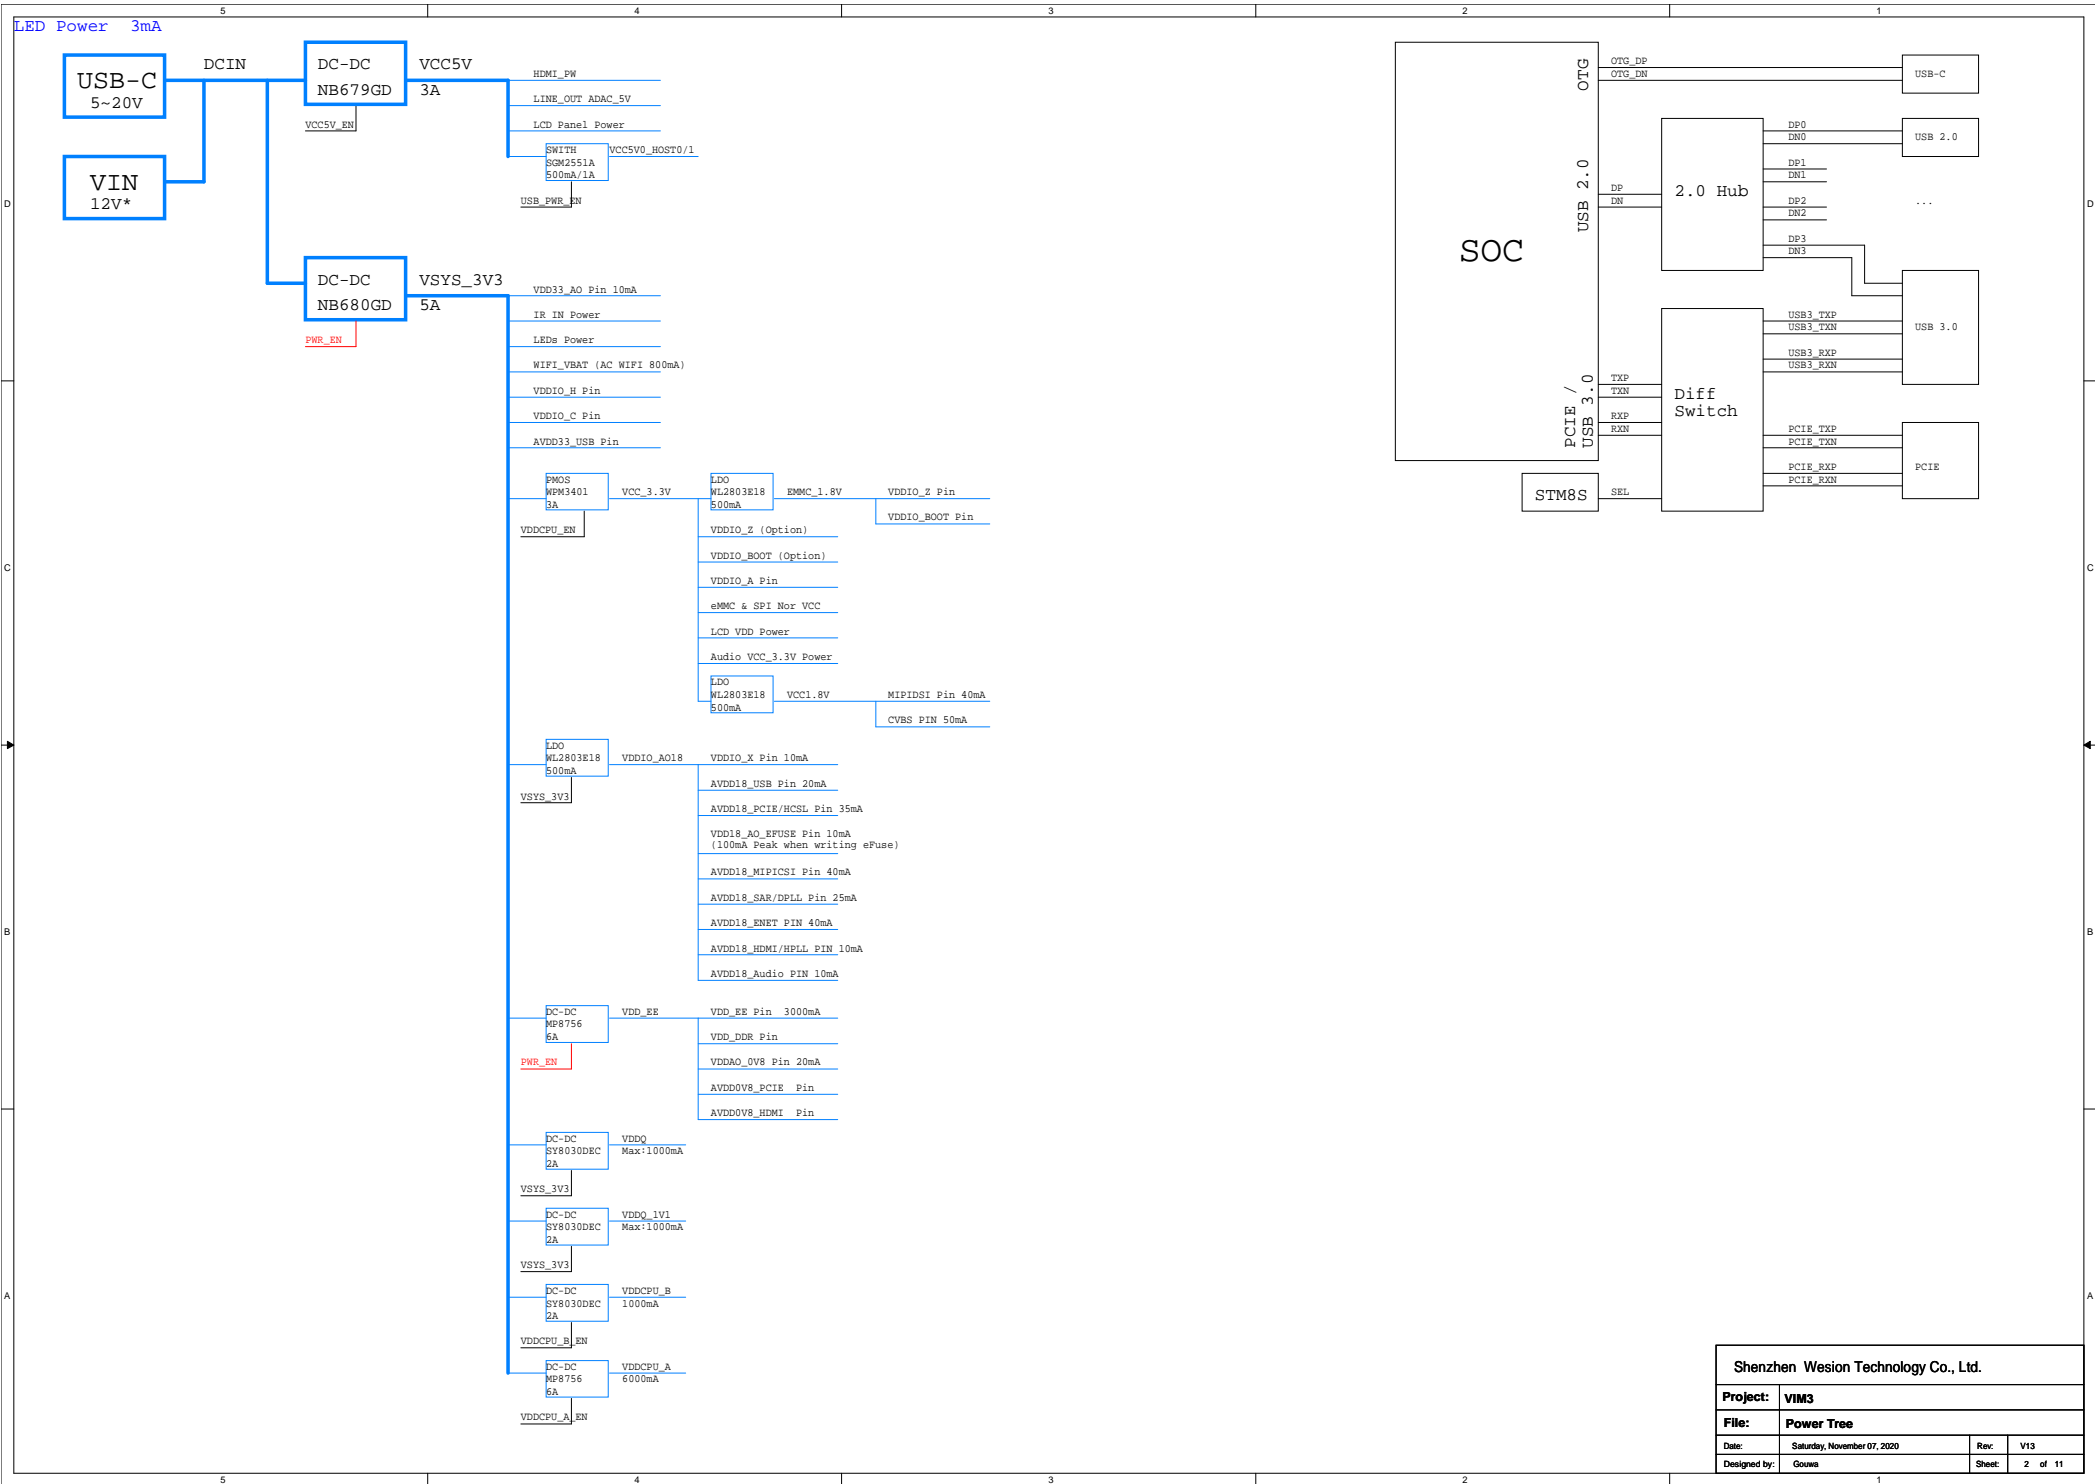 5
4
3
2
1
LED Power 3mA
USB-C
5~20V
DCIN
DC-DC
NB679GD
VCC5V
3A
VCC5V_EN
VIN
12V*
HDMI_PW
LINE_OUT ADAC_5V
LCD Panel Power
SWITH
SGM2551A
500mA/1A
VCC5V0_HOST0/1
USB_PWR_EN
DC-DC
NB680GD
VSYS_3V3
5A
PWR_EN
VDD33_AO Pin 10mA
IR IN Power
LEDs Power
WIFI_VBAT (AC WIFI 800mA)
VDDIO_H Pin
VDDIO_C Pin
AVDD33_USB Pin
PMOS
WPM3401
3A
VCC_3.3V
VDDCPU_EN
LDO
WL2803E18
500mA
EMMC_1.8V
VDDIO_Z Pin
VDDIO_BOOT Pin
VDDIO_Z (Option)
VDDIO_BOOT (Option)
VDDIO_A Pin
eMMC & SPI Nor VCC
LCD VDD Power
Audio VCC_3.3V Power
LDO
WL2803E18
500mA
VCC1.8V
MIPIDSI Pin 40mA
CVBS PIN 50mA
LDO
WL2803E18
500mA
VDDIO_AO18
VSYS_3V3
VDDIO_X Pin 10mA
AVDD18_USB Pin 20mA
AVDD18_PCIE/HCSL Pin 35mA
VDD18_AO_EFUSE Pin 10mA
(100mA Peak when writing eFuse)
AVDD18_MIPICSI Pin 40mA
AVDD18_SAR/DPLL Pin 25mA
AVDD18_ENET PIN 40mA
AVDD18_HDMI/HPLL PIN 10mA
AVDD18_Audio PIN 10mA
DC-DC
MP8756
6A
VDD_EE
PWR_EN
VDD_EE Pin 3000mA
VDD_DDR Pin
VDDAO_0V8 Pin 20mA
AVDD0V8_PCIE Pin
AVDD0V8_HDMI Pin
DC-DC
SY8030DEC
2A
VDDQ
Max:1000mA
VSYS_3V3
DC-DC
SY8030DEC
2A
VDDQ_1V1
Max:1000mA
VSYS_3V3
DC-DC
SY8030DEC
2A
VDDCPU_B
1000mA
VDDCPU_B_EN
DC-DC
MP8756
6A
VDDCPU_A
6000mA
VDDCPU_A_EN
SOC
OTG
OTG_DP
OTG_DN
USB-C
USB 2.0
DP
DN
2.0 Hub
DP0
DN0
USB 2.0
DP1
DN1
DP2
DN2
...
DP3
DN3
USB 3.0
PCIE /
USB 3.0
TXP
TXN
RXP
RXN
Diff
Switch
USB3_TXP
USB3_TXN
USB3_RXP
USB3_RXN
PCIE_TXP
PCIE_TXN
PCIE_RXP
PCIE_RXN
PCIE
STM8S
SEL
D
C
B
A
D
C
B
A
Shenzhen Wesion Technology Co., Ltd.
Project: VIM3
File: Power Tree
Date: Saturday, November 07, 2020 Rev: V13
Designed by: Gouwa Sheet: 2 of 11
5
4
3
2
1